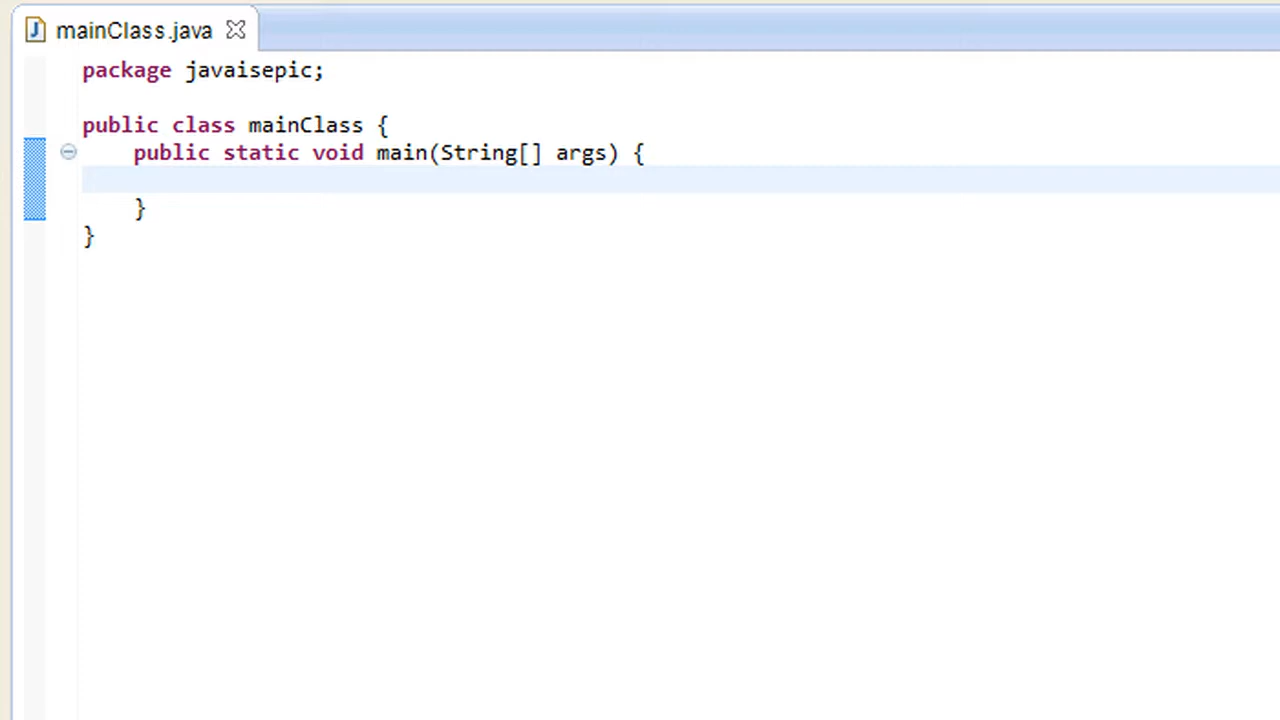 mainClass.java
package javaisepic;
public class mainClass {
public static void main(String[] args) {
}
}